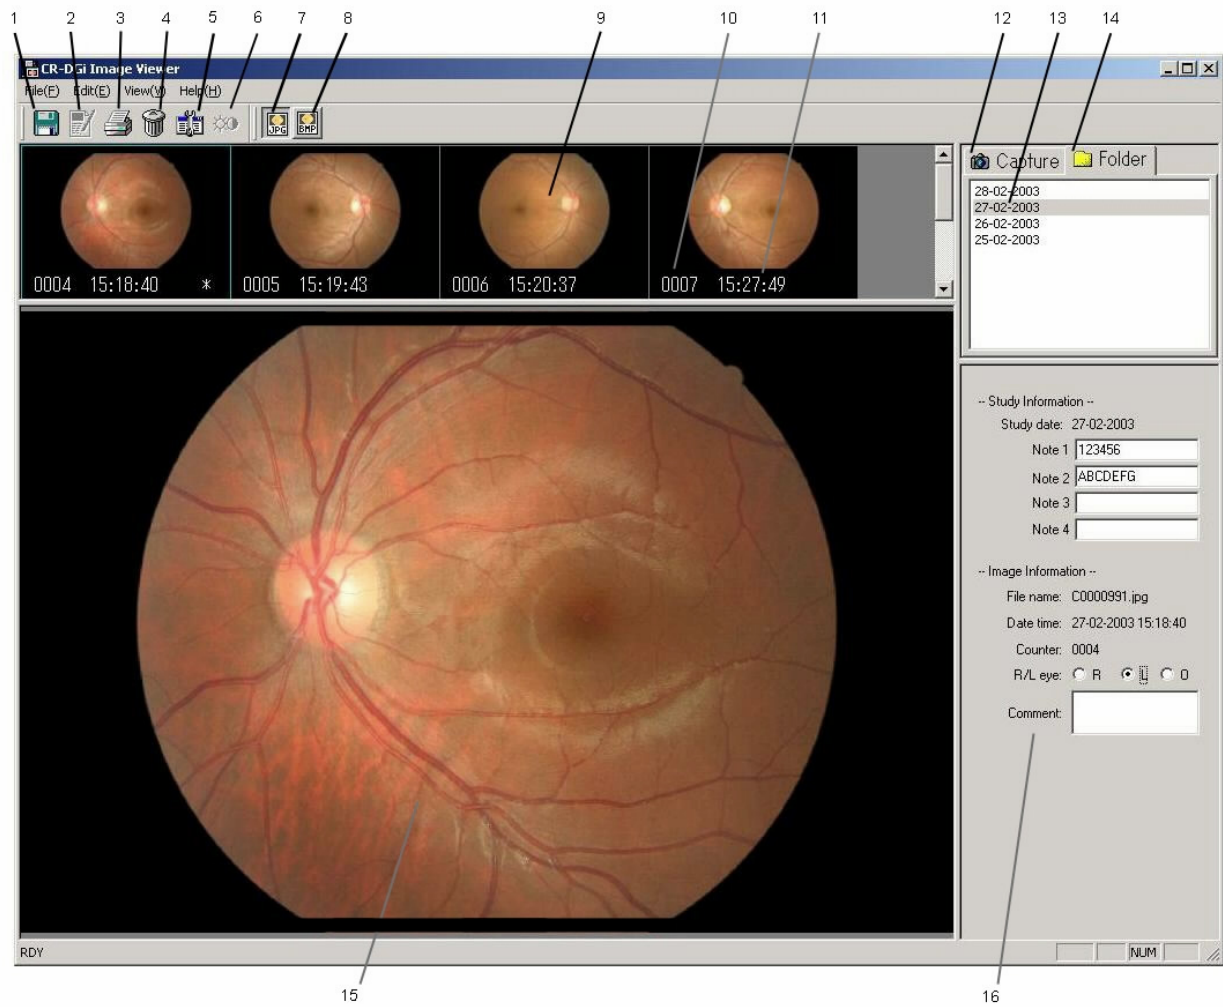 1 2 3 4 5 6 7 8 9 10 11 12 13 14
CR-DGi Image Viewer
File(F) Edit(E) View(V) Help(H)
JPG BMP
0004 15:18:40 * 0005 15:19:43 0006 15:20:37 0007 15:27:49
Capture Folder
28-02-2003
27-02-2003
26-02-2003
25-02-2003
-- Study Information --
Study date: 27-02-2003
Note 1 123456
Note 2 ABCDEFG
Note 3
Note 4
-- Image Information --
File name: C0000991.jpg
Date time: 27-02-2003 15:18:40
Counter: 0004
R/L eye: R L O
Comment:
RDY NUM
15 16